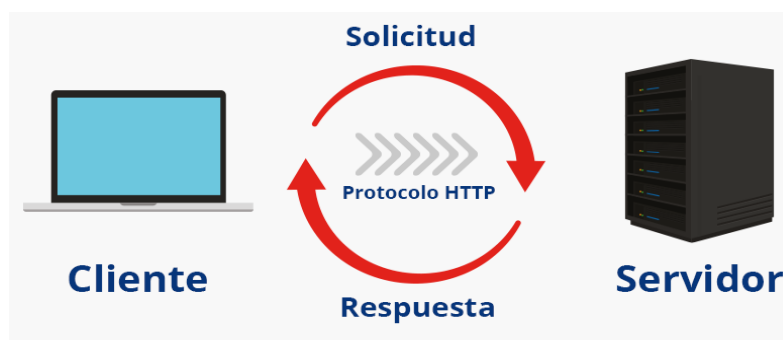 Solicitud
Protocolo HTTP
Cliente
Servidor
Respuesta